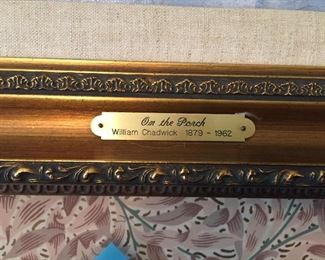 On the Porch
William Chadwick 1879 - 1962